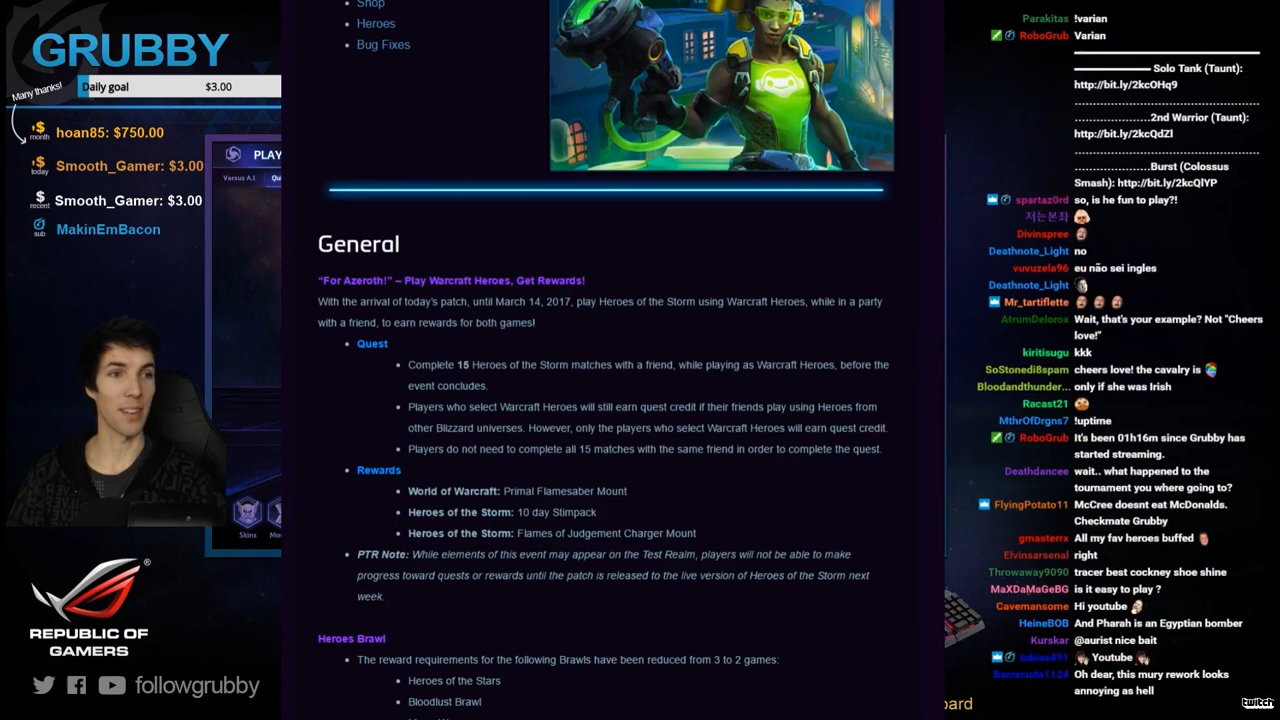 GRUBBY
Many thanks!
Daily goal $3.00
month hoan85: $750.00
today Smooth_Gamer: $3.00
recent Smooth_Gamer: $3.00
sub MakinEmBacon
PLAY
Versus A.I. Qui
Skins Mo
®
REPUBLIC OF
GAMERS
followgrubby
Shop
Heroes
Bug Fixes
General
“For Azeroth!” – Play Warcraft Heroes, Get Rewards!
With the arrival of today's patch, until March 14, 2017, play Heroes of the Storm using Warcraft Heroes, while in a party
with a friend, to earn rewards for both games!
Quest
Complete 15 Heroes of the Storm matches with a friend, while playing as Warcraft Heroes, before the
event concludes.
Players who select Warcraft Heroes will still earn quest credit if their friends play using Heroes from
other Blizzard universes. However, only the players who select Warcraft Heroes will earn quest credit.
Players do not need to complete all 15 matches with the same friend in order to complete the quest.
Rewards
World of Warcraft: Primal Flamesaber Mount
Heroes of the Storm: 10 day Stimpack
Heroes of the Storm: Flames of Judgement Charger Mount
PTR Note: While elements of this event may appear on the Test Realm, players will not be able to make
progress toward quests or rewards until the patch is released to the live version of Heroes of the Storm next
week.
Heroes Brawl
The reward requirements for the following Brawls have been reduced from 3 to 2 games:
Heroes of the Stars
Bloodlust Brawl
Parakitas !varian
RoboGrub Varian
Solo Tank (Taunt):
http://bit.ly/2kcOHq9
2nd Warrior (Taunt):
http://bit.ly/2kcQdZl
Burst (Colossus
Smash): http://bit.ly/2kcQlYP
spartaz0rd so, is he fun to play?!
저는본좌
Divinspree
Deathnote_Light no
vuvuzela96 eu não sei ingles
Deathnote_Light
Mr_tartiflette
AtrumDelorox Wait, that's your example? Not "Cheers
love!"
kiritisugu kkk
SoStonedi8spam cheers love! the cavalry is
Bloodandthunder... only if she was Irish
Racast21
MthrOfDrgns7 !uptime
RoboGrub It's been 01h16m since Grubby has
started streaming.
Deathdancee wait.. what happened to the
tournament you where going to?
FlyingPotato11 McCree doesnt eat McDonalds.
Checkmate Grubby
gmasterrx All my fav heroes buffed
Elvinsarsenal right
Throwaway9090 tracer best cockney shoe shine
MaXDaMaGeBG is it easy to play ?
Cavemansome Hi youtube
HeineBOB And Pharah is an Egyptian bomber
Kurskar @aurist nice bait
tobias491 Youtube
Barracuda1124 Oh dear, this mury rework looks
annoying as hell
oard
twitch